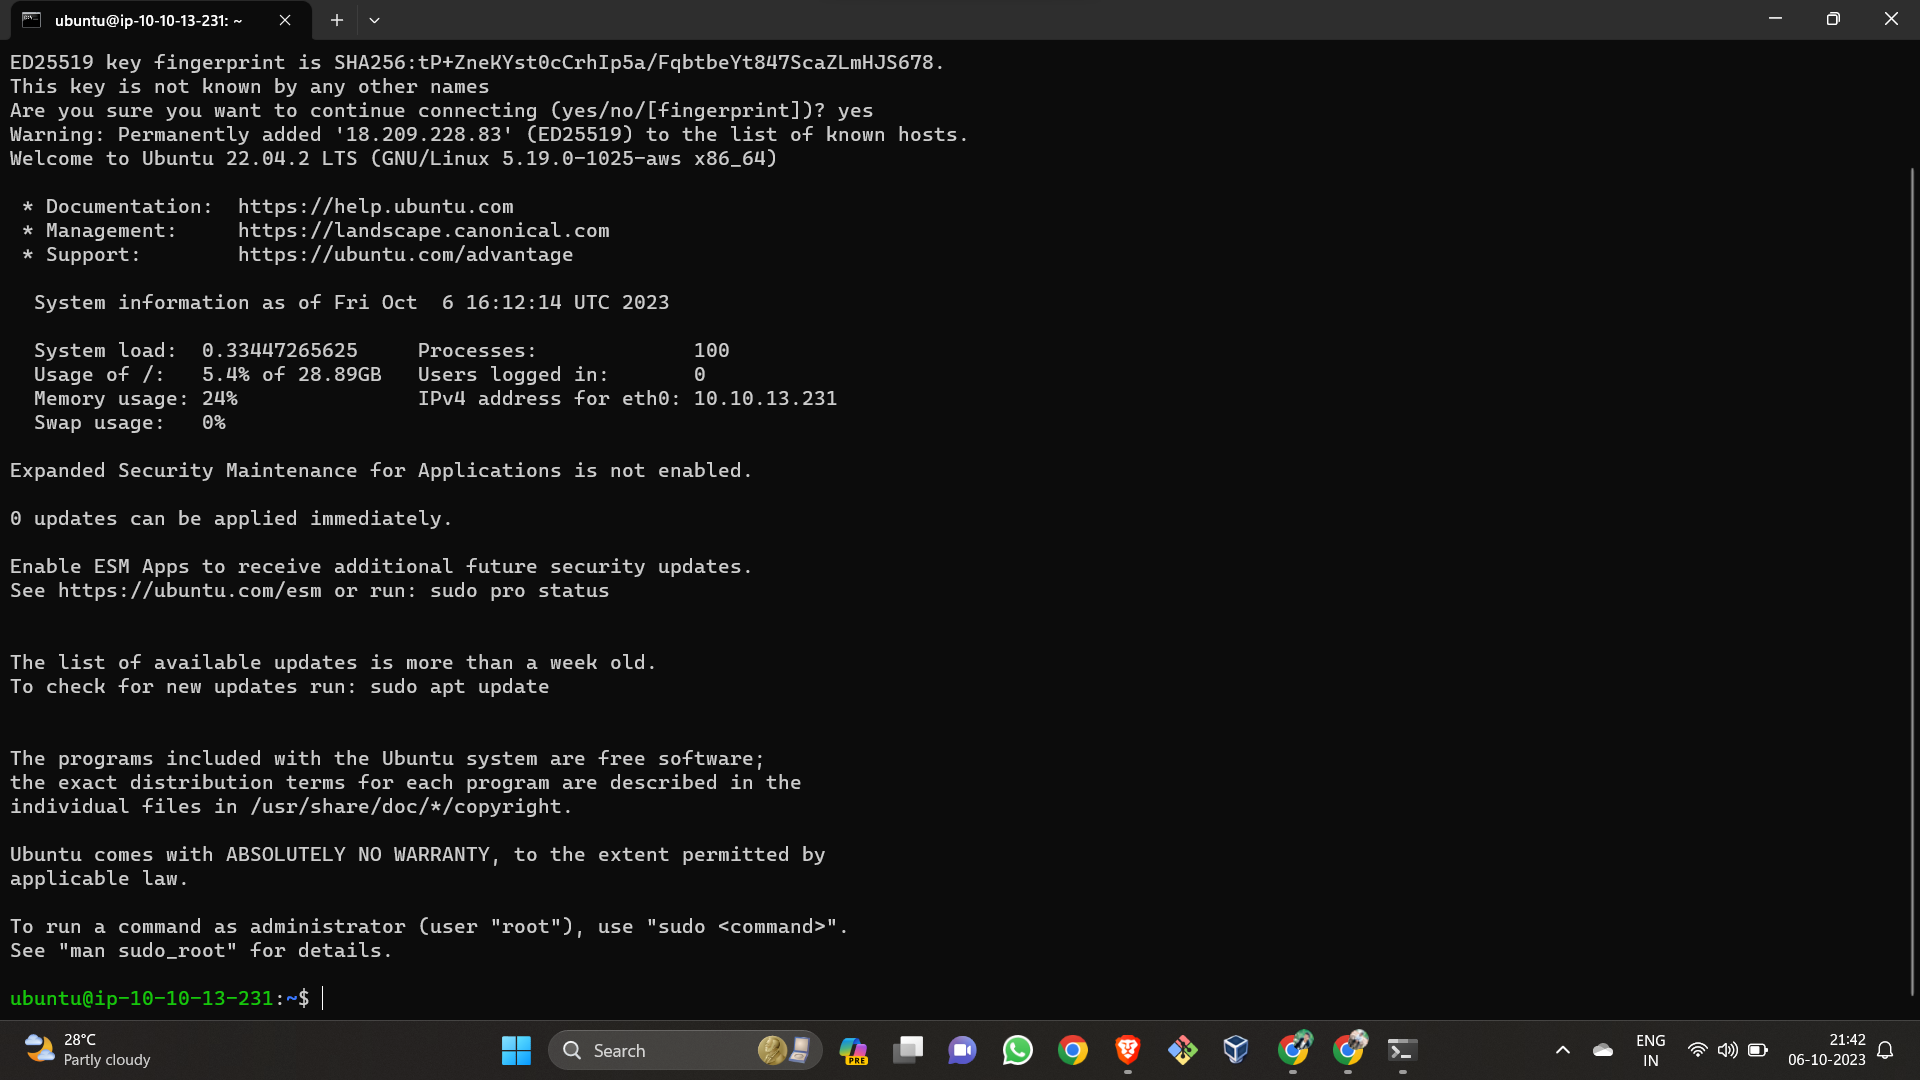 ubuntu@ip-10-10-13-231: ~
ED25519 key fingerprint is SHA256:tP+ZneKYst0cCrhIp5a/FqbtbeYt847ScaZLmHJS678.
This key is not known by any other names
Are you sure you want to continue connecting (yes/no/[fingerprint])? yes
Warning: Permanently added '18.209.228.83' (ED25519) to the list of known hosts.
Welcome to Ubuntu 22.04.2 LTS (GNU/Linux 5.19.0-1025-aws x86_64)
* Documentation:  https://help.ubuntu.com
* Management:     https://landscape.canonical.com
* Support:        https://ubuntu.com/advantage
System information as of Fri Oct  6 16:12:14 UTC 2023
System load:  0.33447265625     Processes:             100
Usage of /:   5.4% of 28.89GB   Users logged in:       0
Memory usage: 24%               IPv4 address for eth0: 10.10.13.231
Swap usage:   0%
Expanded Security Maintenance for Applications is not enabled.
0 updates can be applied immediately.
Enable ESM Apps to receive additional future security updates.
See https://ubuntu.com/esm or run: sudo pro status
The list of available updates is more than a week old.
To check for new updates run: sudo apt update
The programs included with the Ubuntu system are free software;
the exact distribution terms for each program are described in the
individual files in /usr/share/doc/*/copyright.
Ubuntu comes with ABSOLUTELY NO WARRANTY, to the extent permitted by
applicable law.
To run a command as administrator (user "root"), use "sudo <command>".
See "man sudo_root" for details.
ubuntu@ip-10-10-13-231:~$
28°C
Partly cloudy
Search
PRE
ENG
IN
21:42
06-10-2023